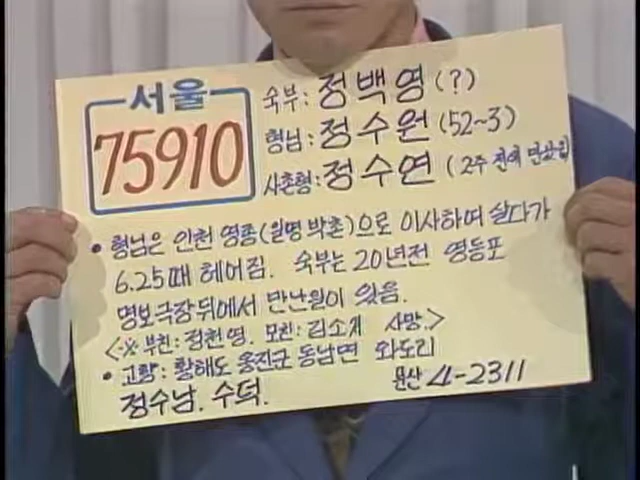 서울
75910
숙부: 정백영 (?)
형님: 정수원 (52~3)
사촌형: 정수연 (2주 전에 만났음)
• 형님은 인천 영종(일명 박촌)으로 이사하여 살다가
6.25때 헤어짐. 숙부는 20년전 영등포
명보극장뒤에서 만난일이 있음.
<※ 부친: 정천영. 모친: 김소개 사망.>
• 고향: 황해도 옹진군 동남면 와도리
정수남. 수덕. 문산 4-2311